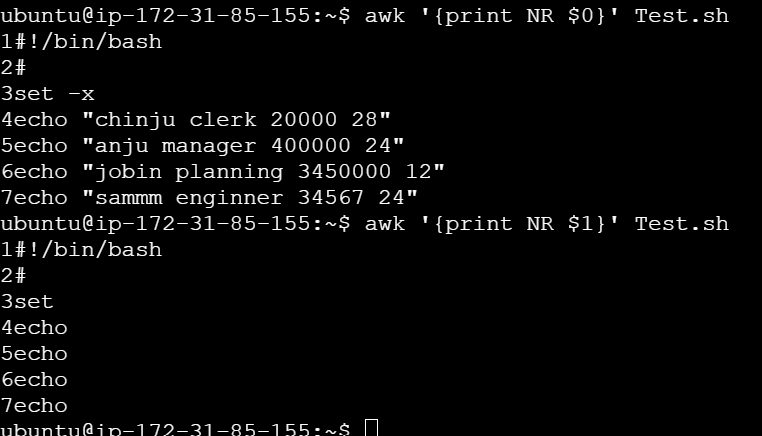 ubuntu@ip-172-31-85-155:~$ awk '{print NR $0}' Test.sh
1#!/bin/bash
2#
3set -x
4echo "chinju clerk 20000 28"
5echo "anju manager 400000 24"
6echo "jobin planning 3450000 12"
7echo "sammm enginner 34567 24"
ubuntu@ip-172-31-85-155:~$ awk '{print NR $1}' Test.sh
1#!/bin/bash
2#
3set
4echo
5echo
6echo
7echo
ubuntu@ip-172-31-85-155:~$